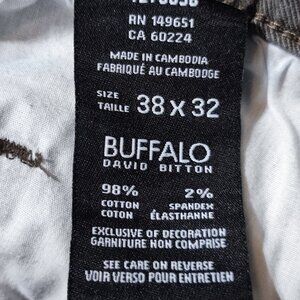 RN 149651
CA 60224
MADE IN CAMBODIA
FABRIQUÉ AU CAMBODGE
SIZE
TAILLE 38 X 32
BUFFALO
DAVID BITTON
98% 2%
COTTON SPANDEX
COTON ÉLASTHANNE
EXCLUSIVE OF DECORATION
GARNITURE NON COMPRISE
SEE CARE ON REVERSE
VOIR VERSO POUR ENTRETIEN